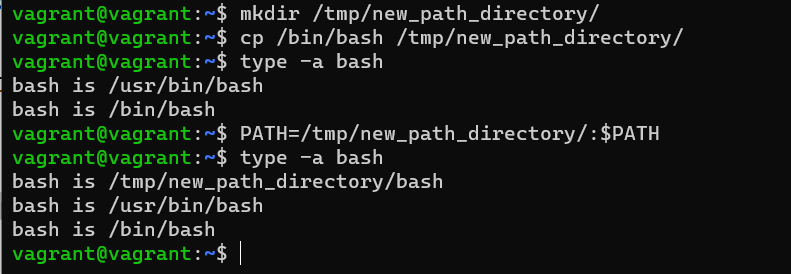 vagrant@vagrant:~$ mkdir /tmp/new_path_directory/
vagrant@vagrant:~$ cp /bin/bash /tmp/new_path_directory/
vagrant@vagrant:~$ type -a bash
bash is /usr/bin/bash
bash is /bin/bash
vagrant@vagrant:~$ PATH=/tmp/new_path_directory/:$PATH
vagrant@vagrant:~$ type -a bash
bash is /tmp/new_path_directory/bash
bash is /usr/bin/bash
bash is /bin/bash
vagrant@vagrant:~$